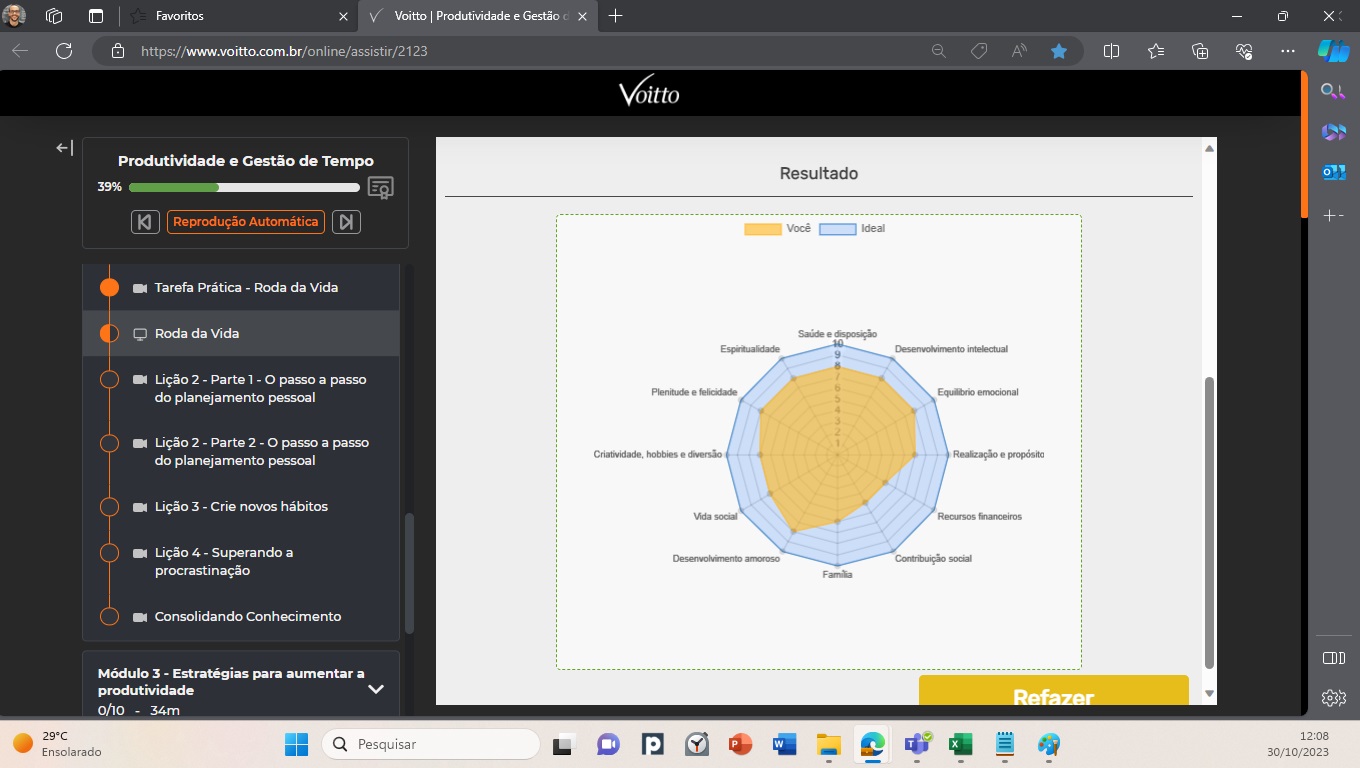 Favoritos
Voitto | Produtividade e Gestão d
https://www.voitto.com.br/online/assistir/2123
Voitto
Produtividade e Gestão de Tempo
39%
Reprodução Automática
Tarefa Prática - Roda da Vida
Roda da Vida
Lição 2 - Parte 1 - O passo a passo
do planejamento pessoal
Lição 2 - Parte 2 - O passo a passo
do planejamento pessoal
Lição 3 - Crie novos hábitos
Lição 4 - Superando a
procrastinação
Consolidando Conhecimento
Módulo 3 - Estratégias para aumentar a
produtividade
0/10 - 34m
Resultado
Você
Ideal
Saúde e disposição
Espiritualidade
Desenvolvimento intelectual
Plenitude e felicidade
Equilíbrio emocional
Criatividade, hobbies e diversão
Realização e propósito
Vida social
Recursos financeiros
Desenvolvimento amoroso
Contribuição social
Família
10
9
8
7
6
5
4
3
2
1
Refazer
29°C
Ensolarado
Pesquisar
12:08
30/10/2023